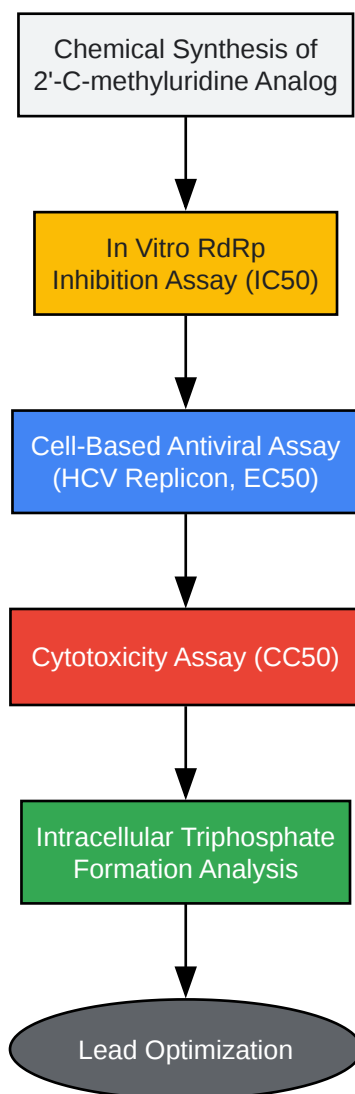 Chemical Synthesis of
2'-C-methyluridine Analog
In Vitro RdRp
Inhibition Assay (IC50)
Cell-Based Antiviral Assay
(HCV Replicon, EC50)
Cytotoxicity Assay (CC50)
Intracellular Triphosphate
Formation Analysis
Lead Optimization